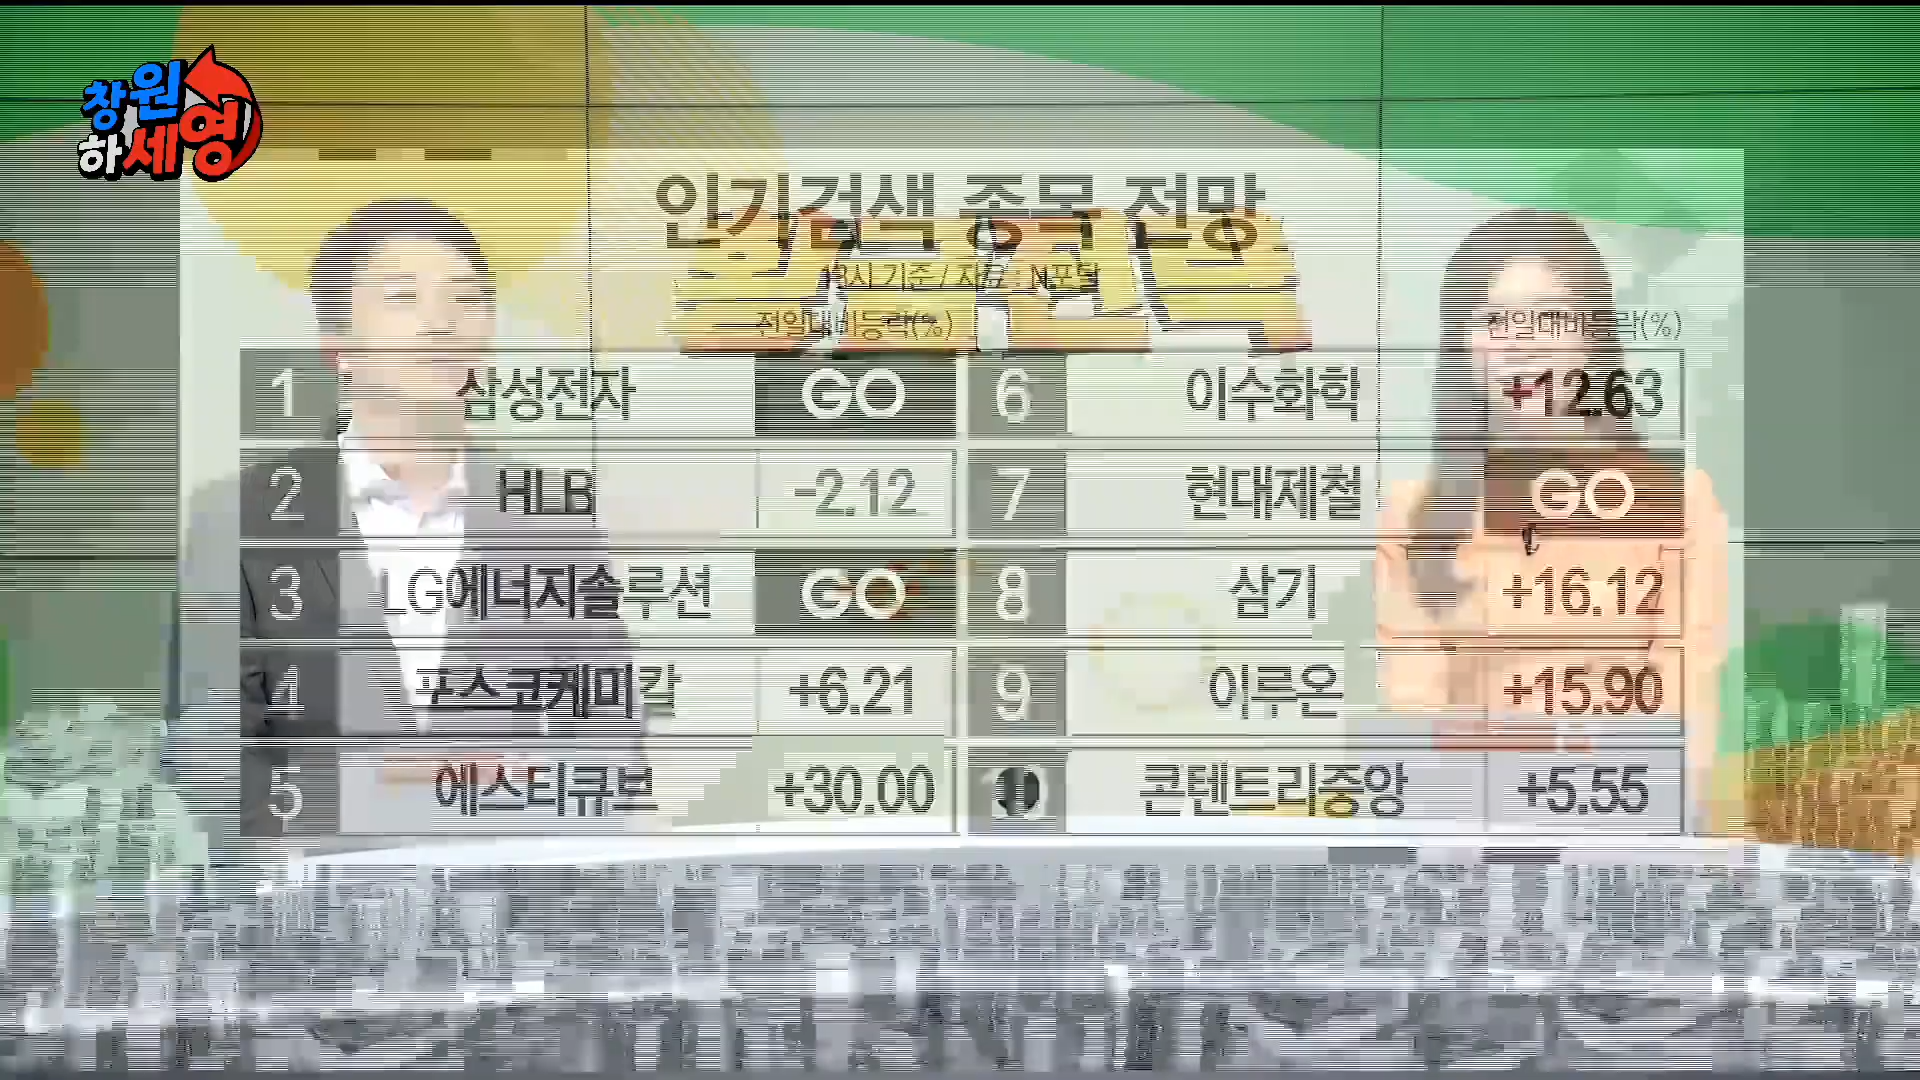 창원
하세영
인기검색 종목 전망
13시 기준 / 자료 : N포털
전일대비등락(%)
1 삼성전자 GO
2 HLB -2.12
3 LG에너지솔루션 GO
4 포스코케미칼 +6.21
5 에스티큐브 +30.00
전일대비등락(%)
6 이수화학 +12.63
7 현대제철 GO
8 삼기 +16.12
9 이루온 +15.90
10 콘텐트리중앙 +5.55